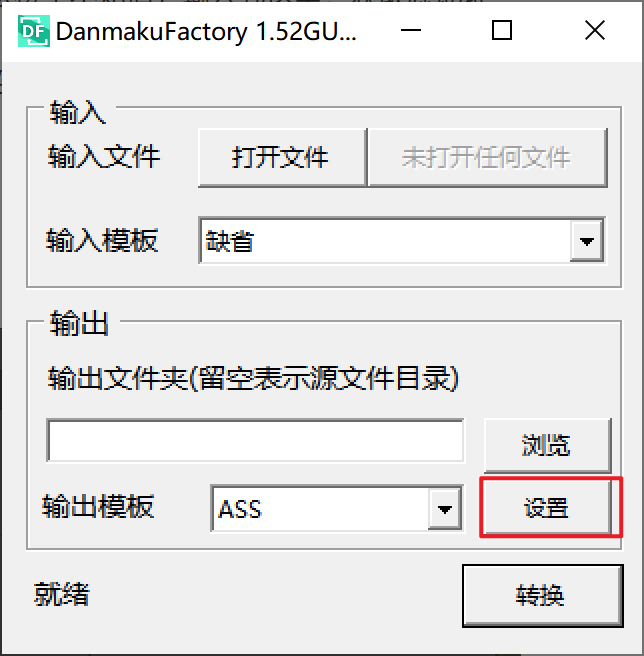 DF DanmakuFactory 1.52GU...
输入
输入文件 打开文件 未打开任何文件
输入模板 缺省
输出
输出文件夹(留空表示源文件目录)
浏览
输出模板 ASS 设置
就绪 转换